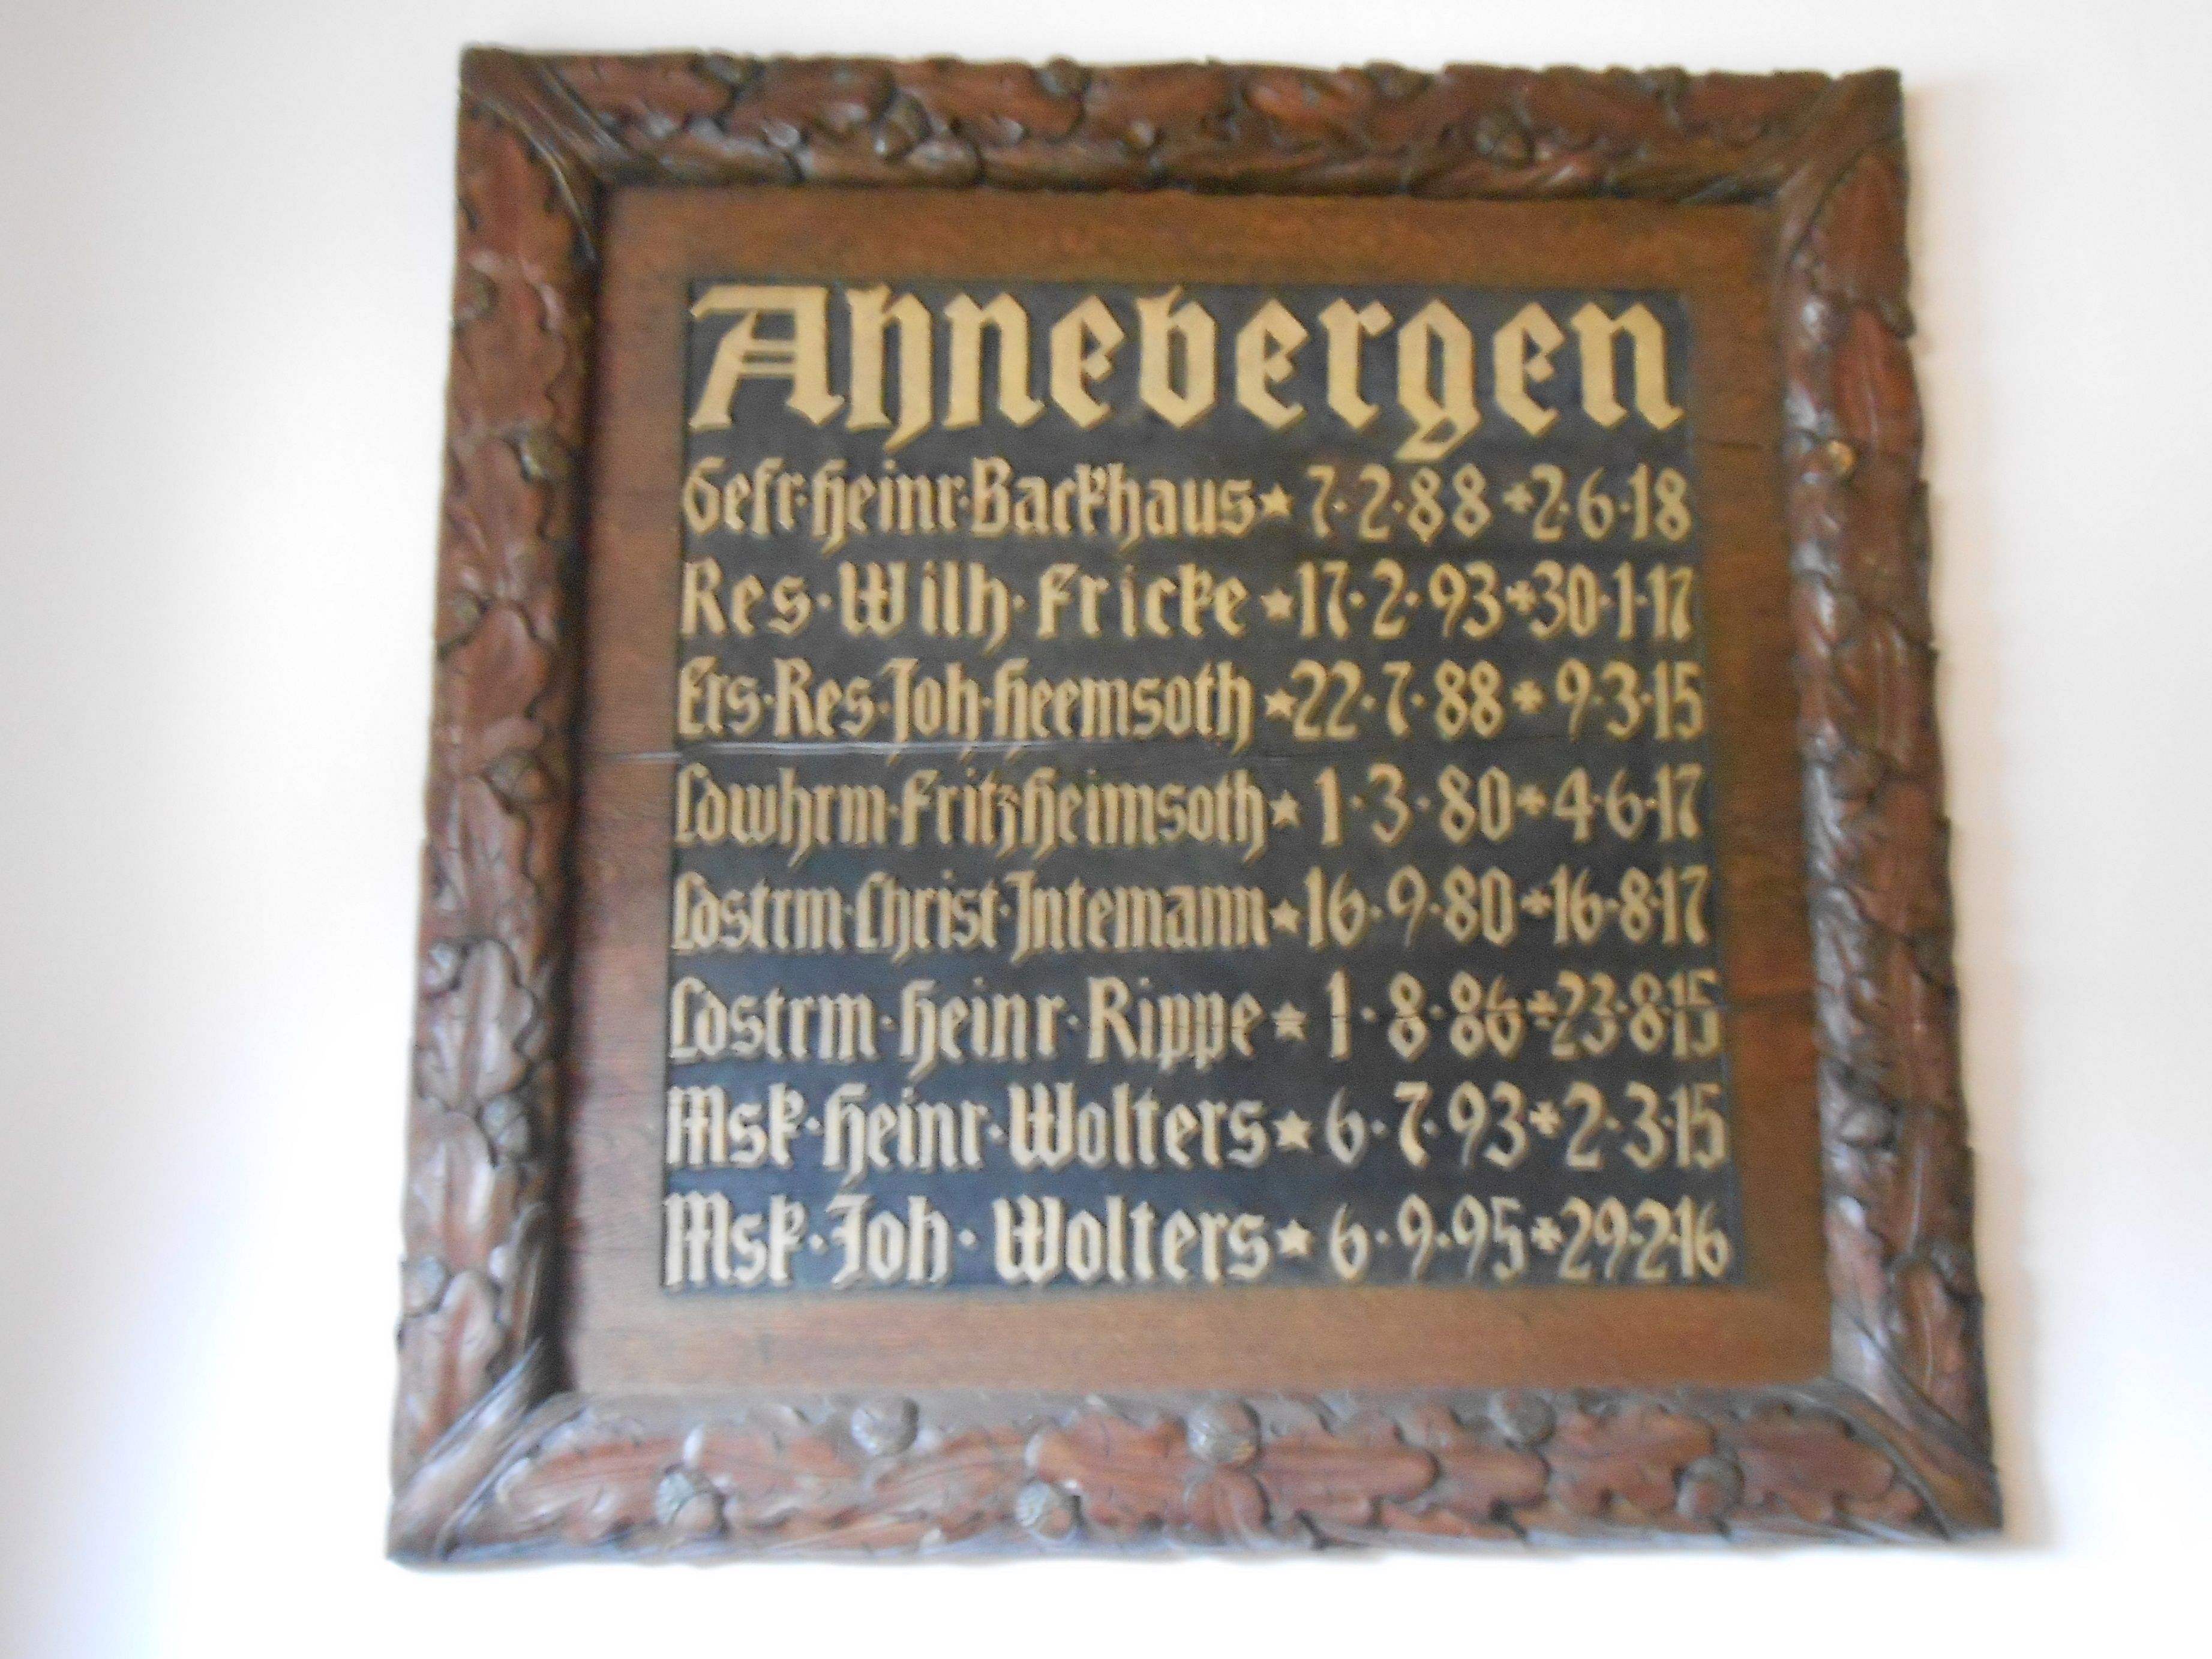 Ahnebergen
Gefr·Heinr·Backhaus★ 7·2·88 +2·6·18
Res·Wilh·Fricke ★17·2·93+30·1·17
Ers·Res·Joh·Heemsoth ★22·7·88 + 9·3·15
Ldwhrm·Fritz Heimsoth★ 1·3·80+4·6·17
Ldstrm·Christ·Intemann★16·9·80+16·8·17
Ldstrm·Heinr·Rippe★ 1·8·86+23·8·15
Msk·Heinr·Wolters★ 6·7·93+2·3·15
Msk·Joh·Wolters★ 6·9·95+29·2·16